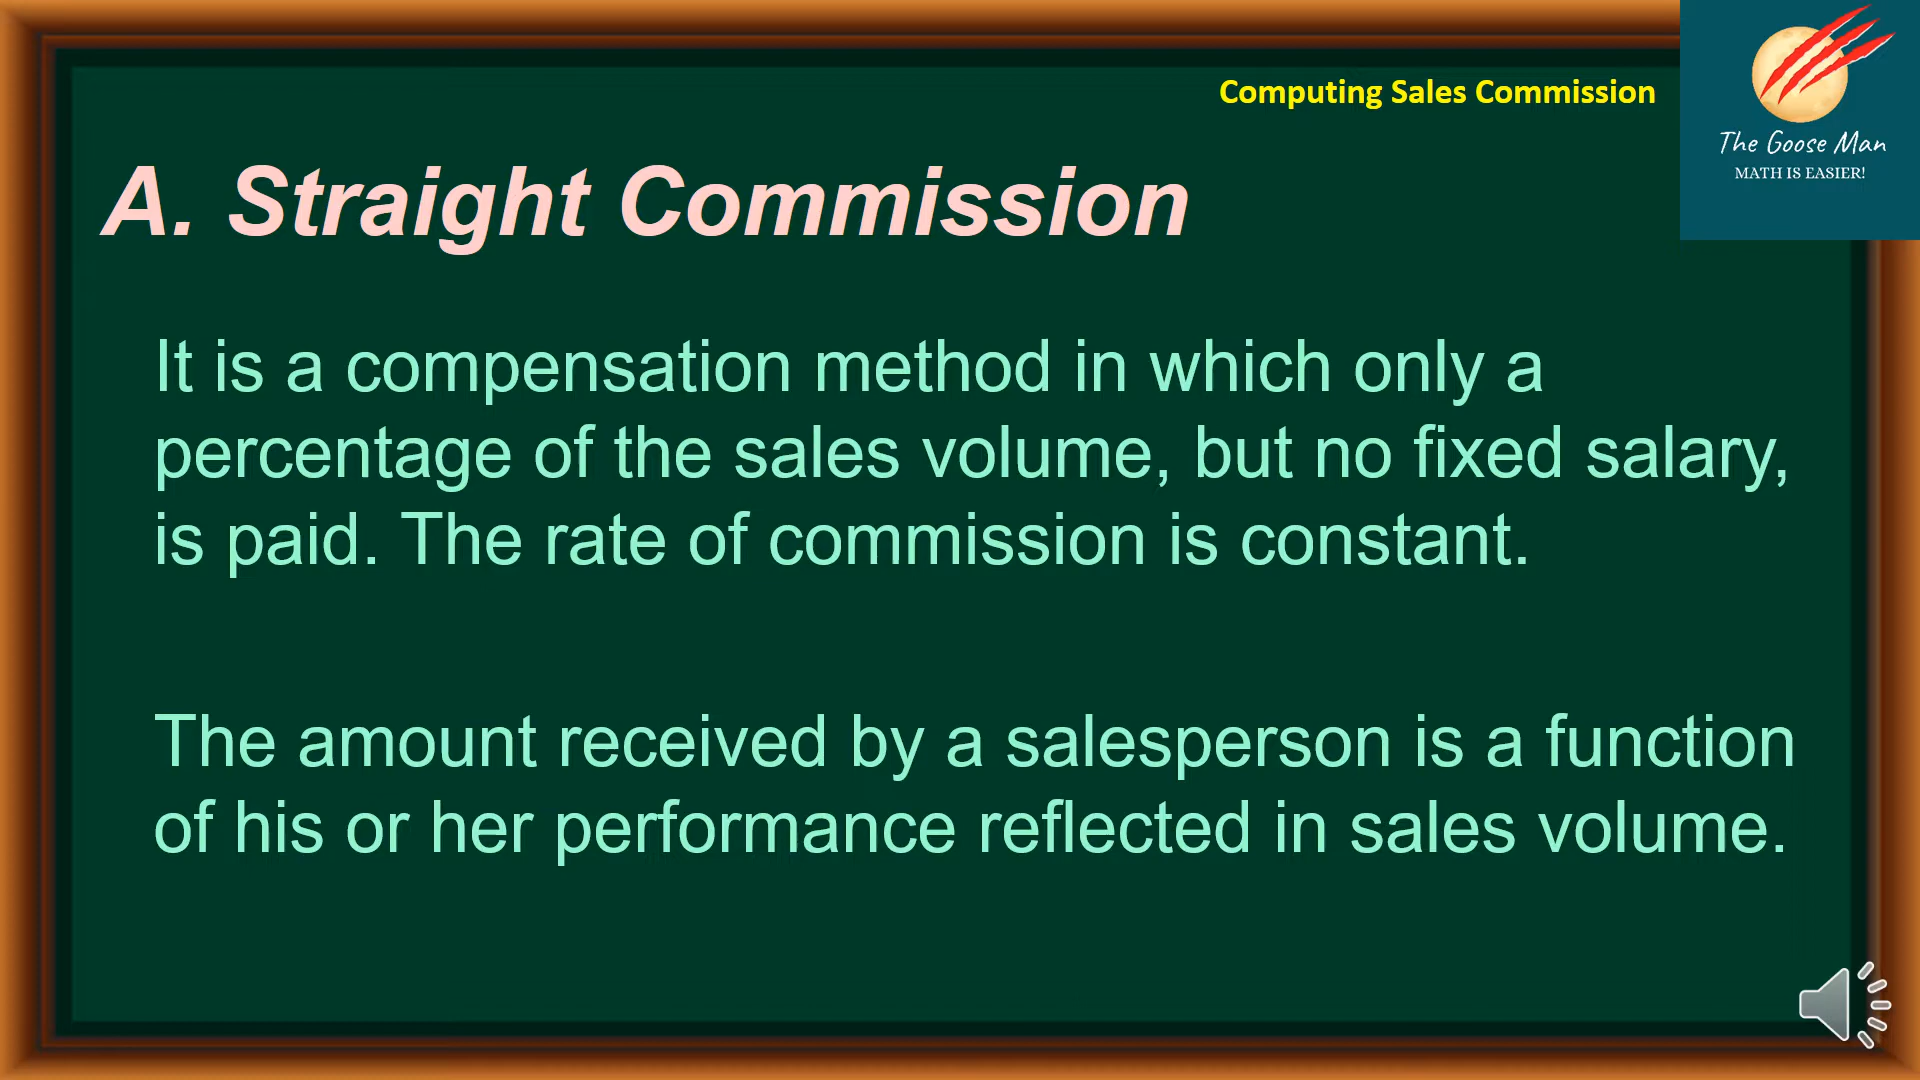 Computing Sales Commission
The Goose Man
MATH IS EASIER!
A. Straight Commission
It is a compensation method in which only a
percentage of the sales volume, but no fixed salary,
is paid. The rate of commission is constant.
The amount received by a salesperson is a function
of his or her performance reflected in sales volume.